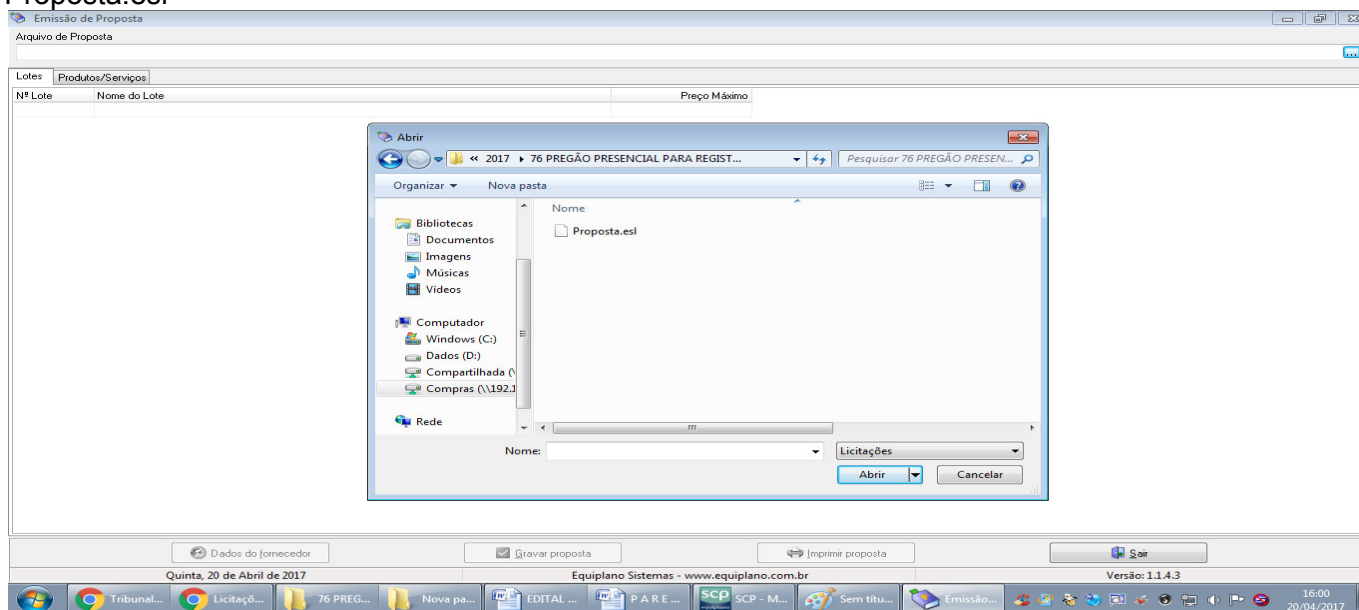 Proposta.esl
Emissão de Proposta
Arquivo de Proposta
Lotes Produtos/Serviços
Nº Lote Nome do Lote Preço Máximo
Abrir
« 2017 76 PREGÃO PRESENCIAL PARA REGIST... Pesquisar 76 PREGÃO PRESEN...
Organizar Nova pasta
Nome
Bibliotecas
Proposta.esl
Documentos
Imagens
Músicas
Vídeos
Computador
Windows (C:)
Dados (D:)
Compartilhada (\
Compras (\\192.1
Rede
Nome: Licitações
Abrir Cancelar
Dados do fornecedor Gravar proposta Imprimir proposta Sair
Quinta, 20 de Abril de 2017 Equiplano Sistemas - www.equiplano.com.br Versão: 1.1.4.3
Tribunal... Licitaçõ... 76 PREG... Nova pa... EDITAL ... P A R E ... scp SCP - M... Sem títu... Emissão... 16:00
20/04/2017